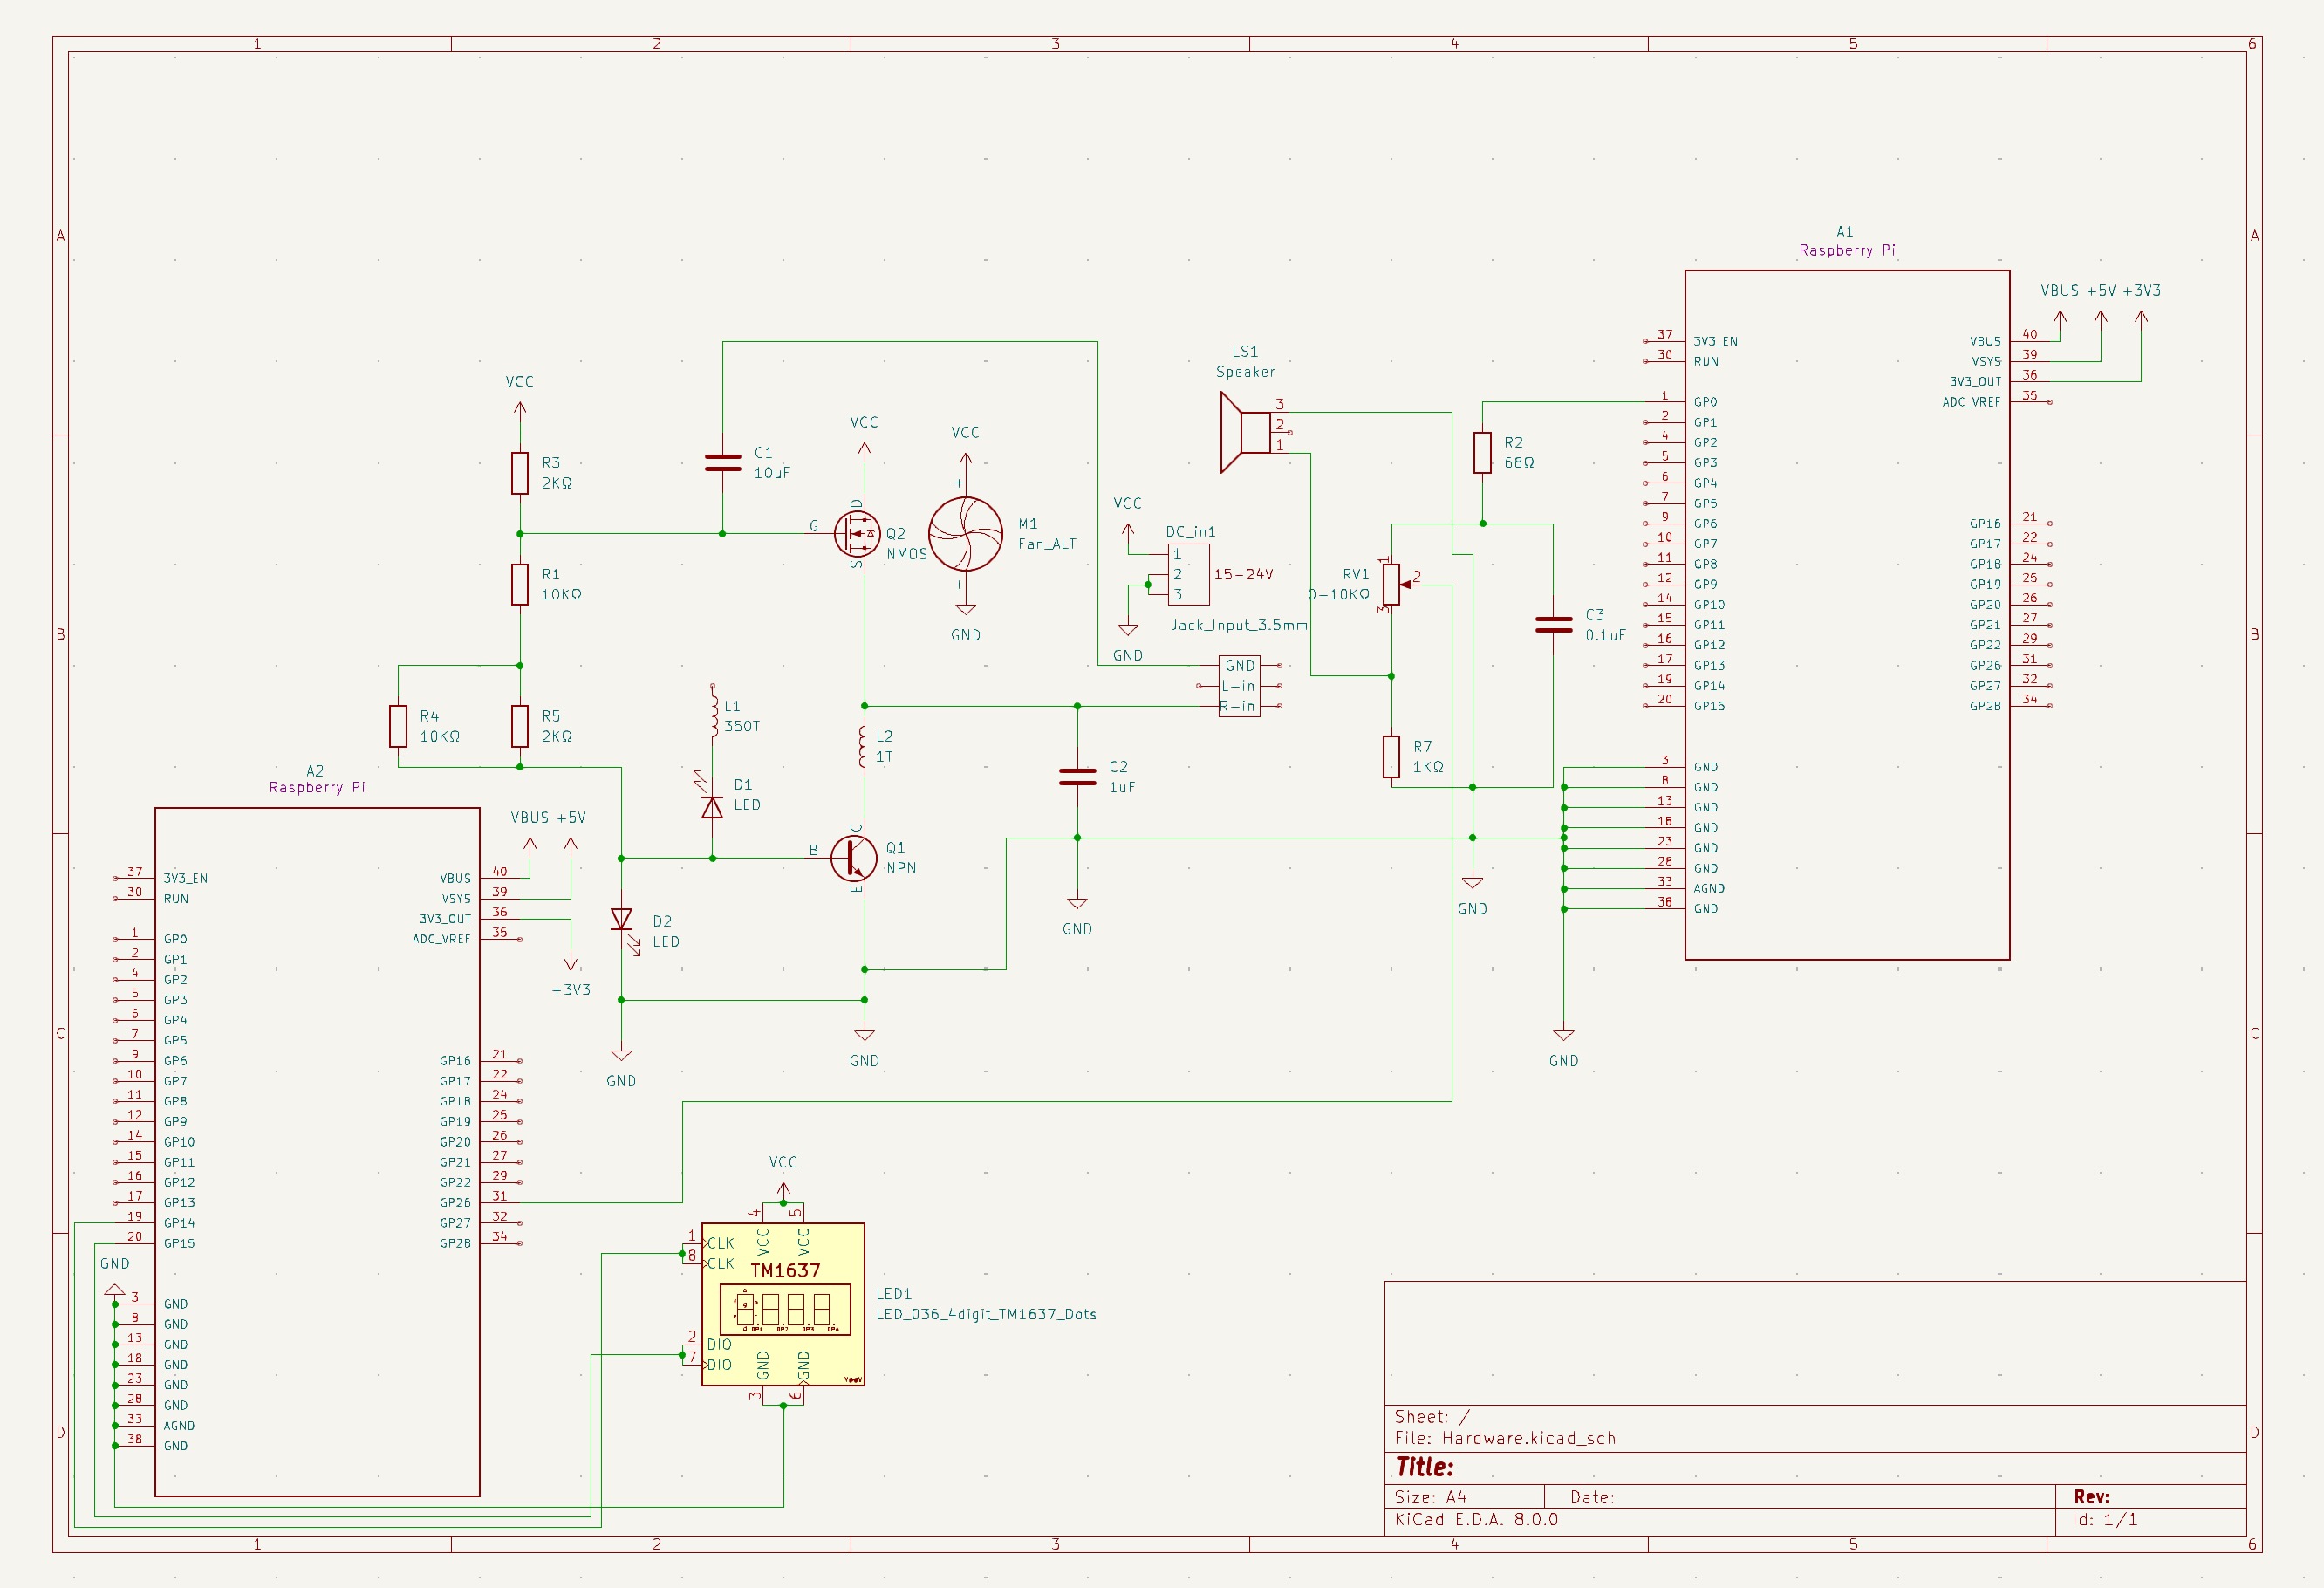 1 2 3 4 5 6
A
B
C
D
A
B
C
D
1 2 3 4 5 6
A1
Raspberry Pi
VBUS +5V +3V3
37 3V3_EN
30 RUN
1 GP0
2 GP1
4 GP2
5 GP3
6 GP4
7 GP5
9 GP6
10 GP7
11 GP8
12 GP9
14 GP10
15 GP11
16 GP12
17 GP13
19 GP14
20 GP15
3 GND
8 GND
13 GND
18 GND
23 GND
28 GND
33 AGND
38 GND
VBUS 40
VSYS 39
3V3_OUT 36
ADC_VREF 35
GP16 21
GP17 22
GP18 24
GP19 25
GP20 26
GP21 27
GP22 29
GP26 31
GP27 32
GP28 34
GND
LS1
Speaker
3
2
1
R2
68Ω
VCC
DC_in1
1
2
3
15-24V
GND
Jack_Input_3.5mm
GND
L-in
R-in
RV1
0-10KΩ
1
2
3
C3
0.1uF
R7
1KΩ
GND
VCC
R3
2KΩ
R1
10KΩ
R4
10KΩ
R5
2KΩ
C1
10uF
VCC
D
G
S
Q2
NMOS
VCC
+
-
M1
Fan_ALT
GND
L1
350T
L2
1T
C2
1uF
GND
D1
LED
B
C
E
Q1
NPN
D2
LED
GND
GND
A2
Raspberry Pi
VBUS +5V
+3V3
37 3V3_EN
30 RUN
1 GP0
2 GP1
4 GP2
5 GP3
6 GP4
7 GP5
9 GP6
10 GP7
11 GP8
12 GP9
14 GP10
15 GP11
16 GP12
17 GP13
19 GP14
20 GP15
GND
3 GND
8 GND
13 GND
18 GND
23 GND
28 GND
33 AGND
38 GND
VBUS 40
VSYS 39
3V3_OUT 36
ADC_VREF 35
GP16 21
GP17 22
GP18 24
GP19 25
GP20 26
GP21 27
GP22 29
GP26 31
GP27 32
GP28 34
VCC
4 5
VCC VCC
1 CLK
8 CLK
TM1637
2 DIO
7 DIO
GND GND
3 6
LED1
LED_036_4digit_TM1637_Dots
Sheet: /
File: Hardware.kicad_sch
Title:
Size: A4 Date: Rev:
KiCad E.D.A. 8.0.0 Id: 1/1